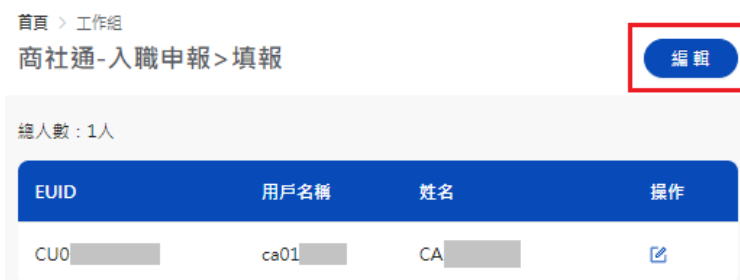 首頁 > 工作組
商社通-入職申報>填報
編輯
總人數：1人
EUID 用戶名稱 姓名 操作
CU0 ca01 CA